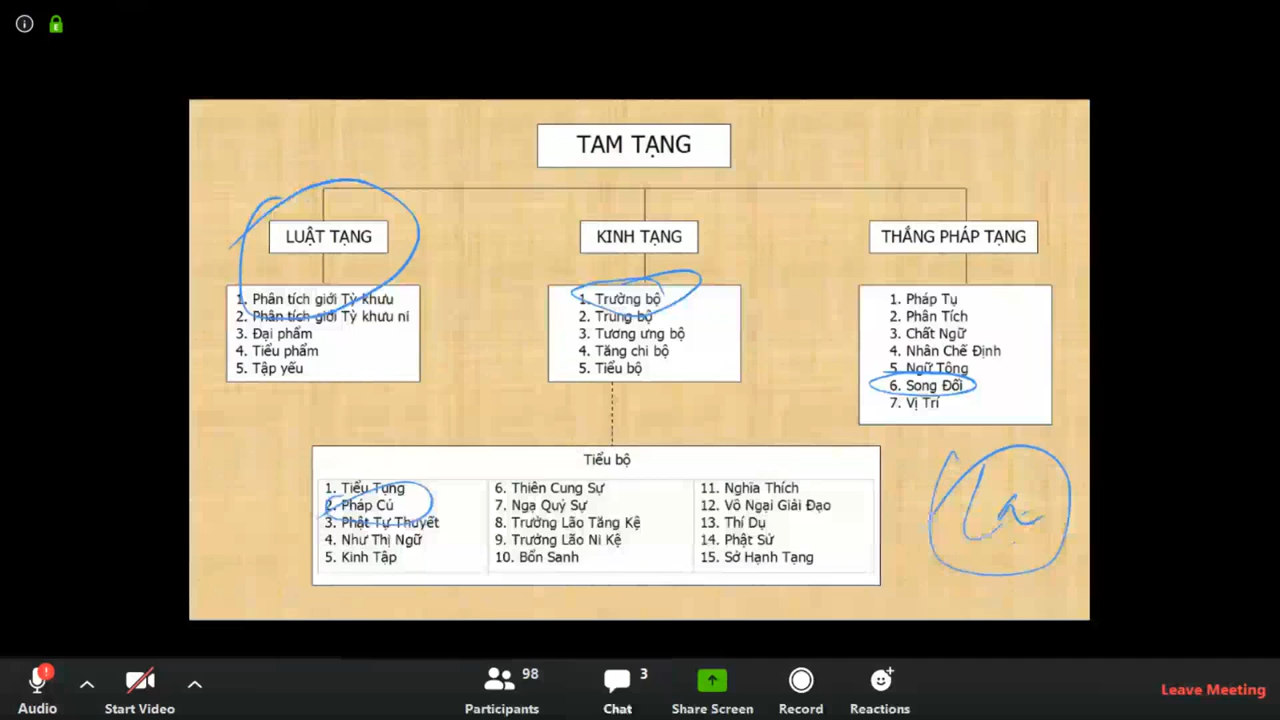 TAM TẠNG
LUẬT TẠNG
1. Phân tích giới Tỳ khưu
2. Phân tích giới Tỳ khưu ni
3. Đại phẩm
4. Tiểu phẩm
5. Tập yếu
KINH TẠNG
1. Trường bộ
2. Trung bộ
3. Tương ưng bộ
4. Tăng chi bộ
5. Tiểu bộ
THẮNG PHÁP TẠNG
1. Pháp Tụ
2. Phân Tích
3. Chất Ngữ
4. Nhân Chế Định
5. Ngữ Tông
6. Song Đối
7. Vị Trí
Tiểu bộ
1. Tiểu Tụng
2. Pháp Cú
3. Phật Tự Thuyết
4. Như Thị Ngữ
5. Kinh Tập
6. Thiên Cung Sự
7. Ngạ Quỷ Sự
8. Trưởng Lão Tăng Kệ
9. Trưởng Lão Ni Kệ
10. Bổn Sanh
11. Nghĩa Thích
12. Vô Ngại Giải Đạo
13. Thí Dụ
14. Phật Sử
15. Sở Hạnh Tạng
98
3
Audio
Start Video
Participants
Chat
Share Screen
Record
Reactions
Leave Meeting